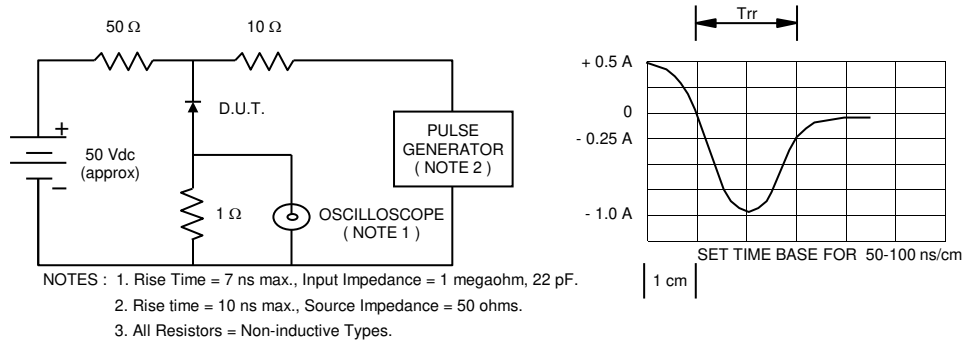 50 Ω
10 Ω
D.U.T.
+
50 Vdc
(approx)
−
PULSE
GENERATOR
( NOTE 2 )
1 Ω
OSCILLOSCOPE
( NOTE 1 )
NOTES : 1. Rise Time = 7 ns max., Input Impedance = 1 megaohm, 22 pF.
2. Rise time = 10 ns max., Source Impedance = 50 ohms.
3. All Resistors = Non-inductive Types.
Trr
+ 0.5 A
0
- 0.25 A
- 1.0 A
SET TIME BASE FOR 50-100 ns/cm
1 cm